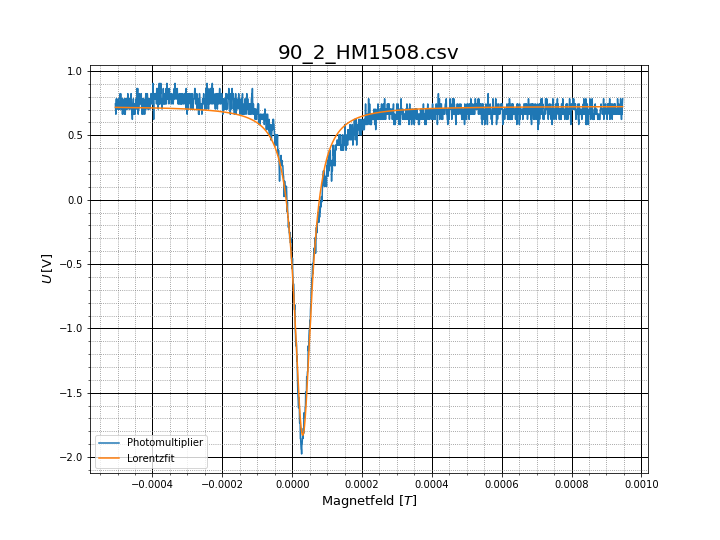 90_2_HM1508.csv
1.0
0.5
0.0
−0.5
−1.0
−1.5
−2.0
U [V]
Photomultiplier
Lorentzfit
−0.0004 −0.0002 0.0000 0.0002 0.0004 0.0006 0.0008 0.0010
Magnetfeld [T]